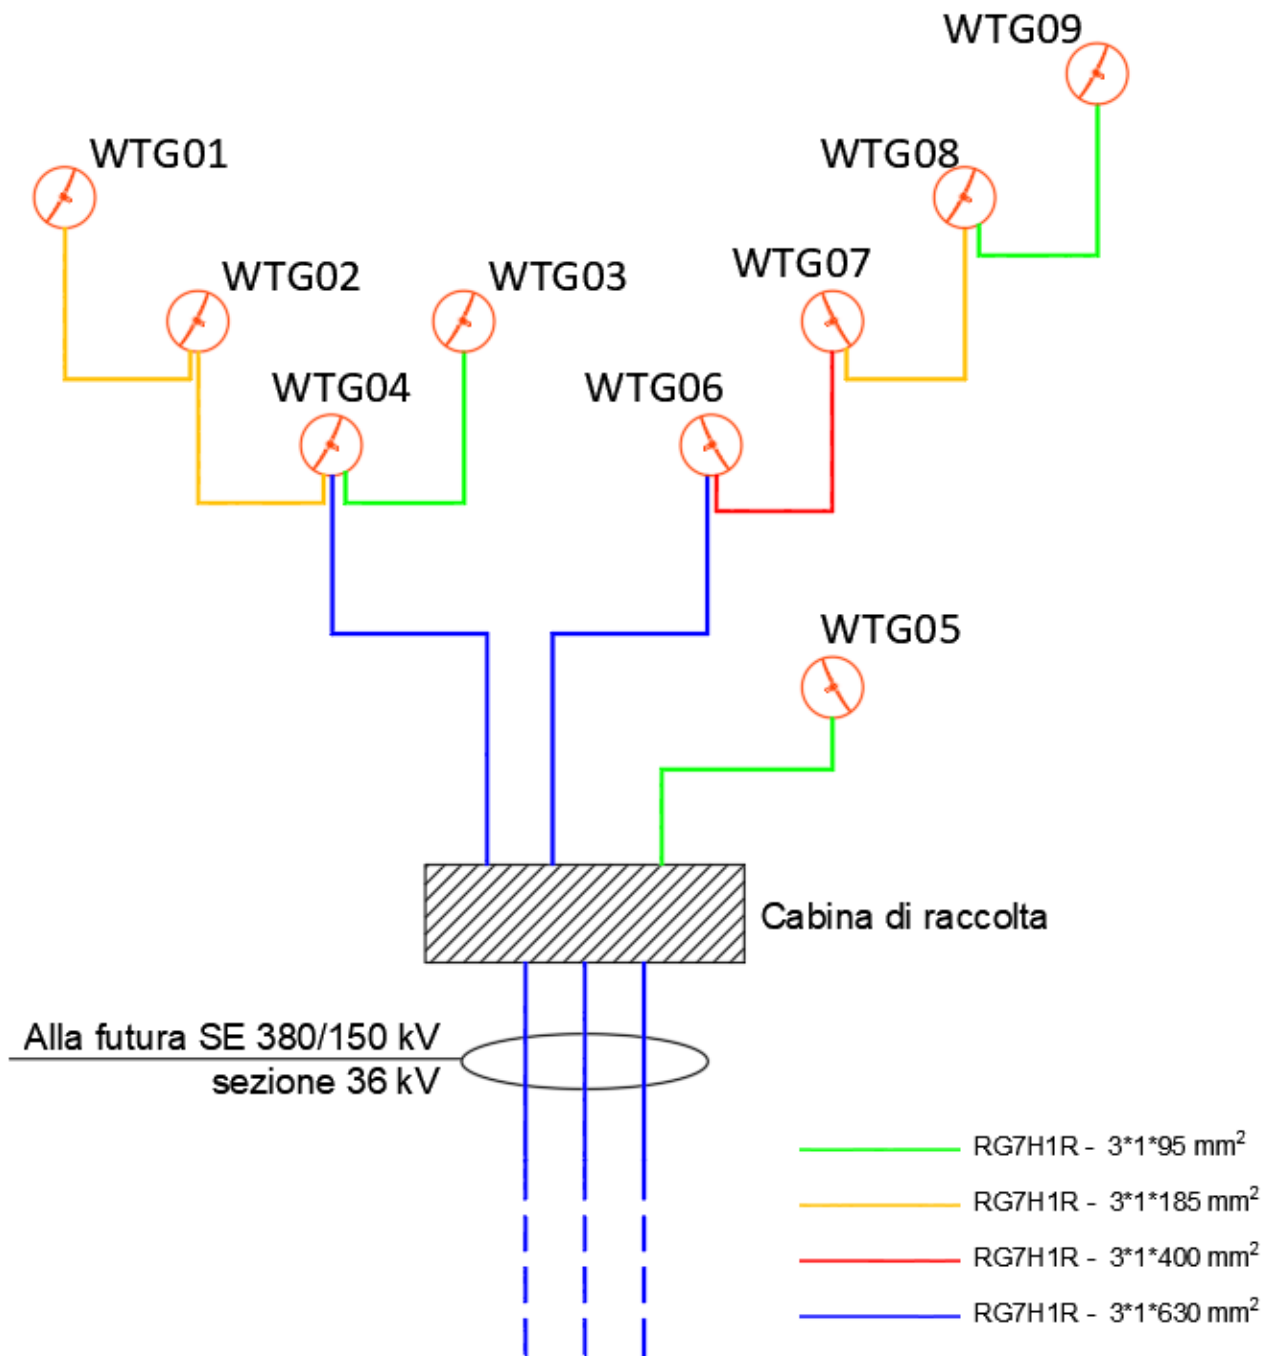 WTG09
WTG01
WTG08
WTG02
WTG03
WTG07
WTG04
WTG06
WTG05
Cabina di raccolta
Alla futura SE 380/150 kV
sezione 36 kV
RG7H1R - 3*1*95 mm²
RG7H1R - 3*1*185 mm²
RG7H1R - 3*1*400 mm²
RG7H1R - 3*1*630 mm²